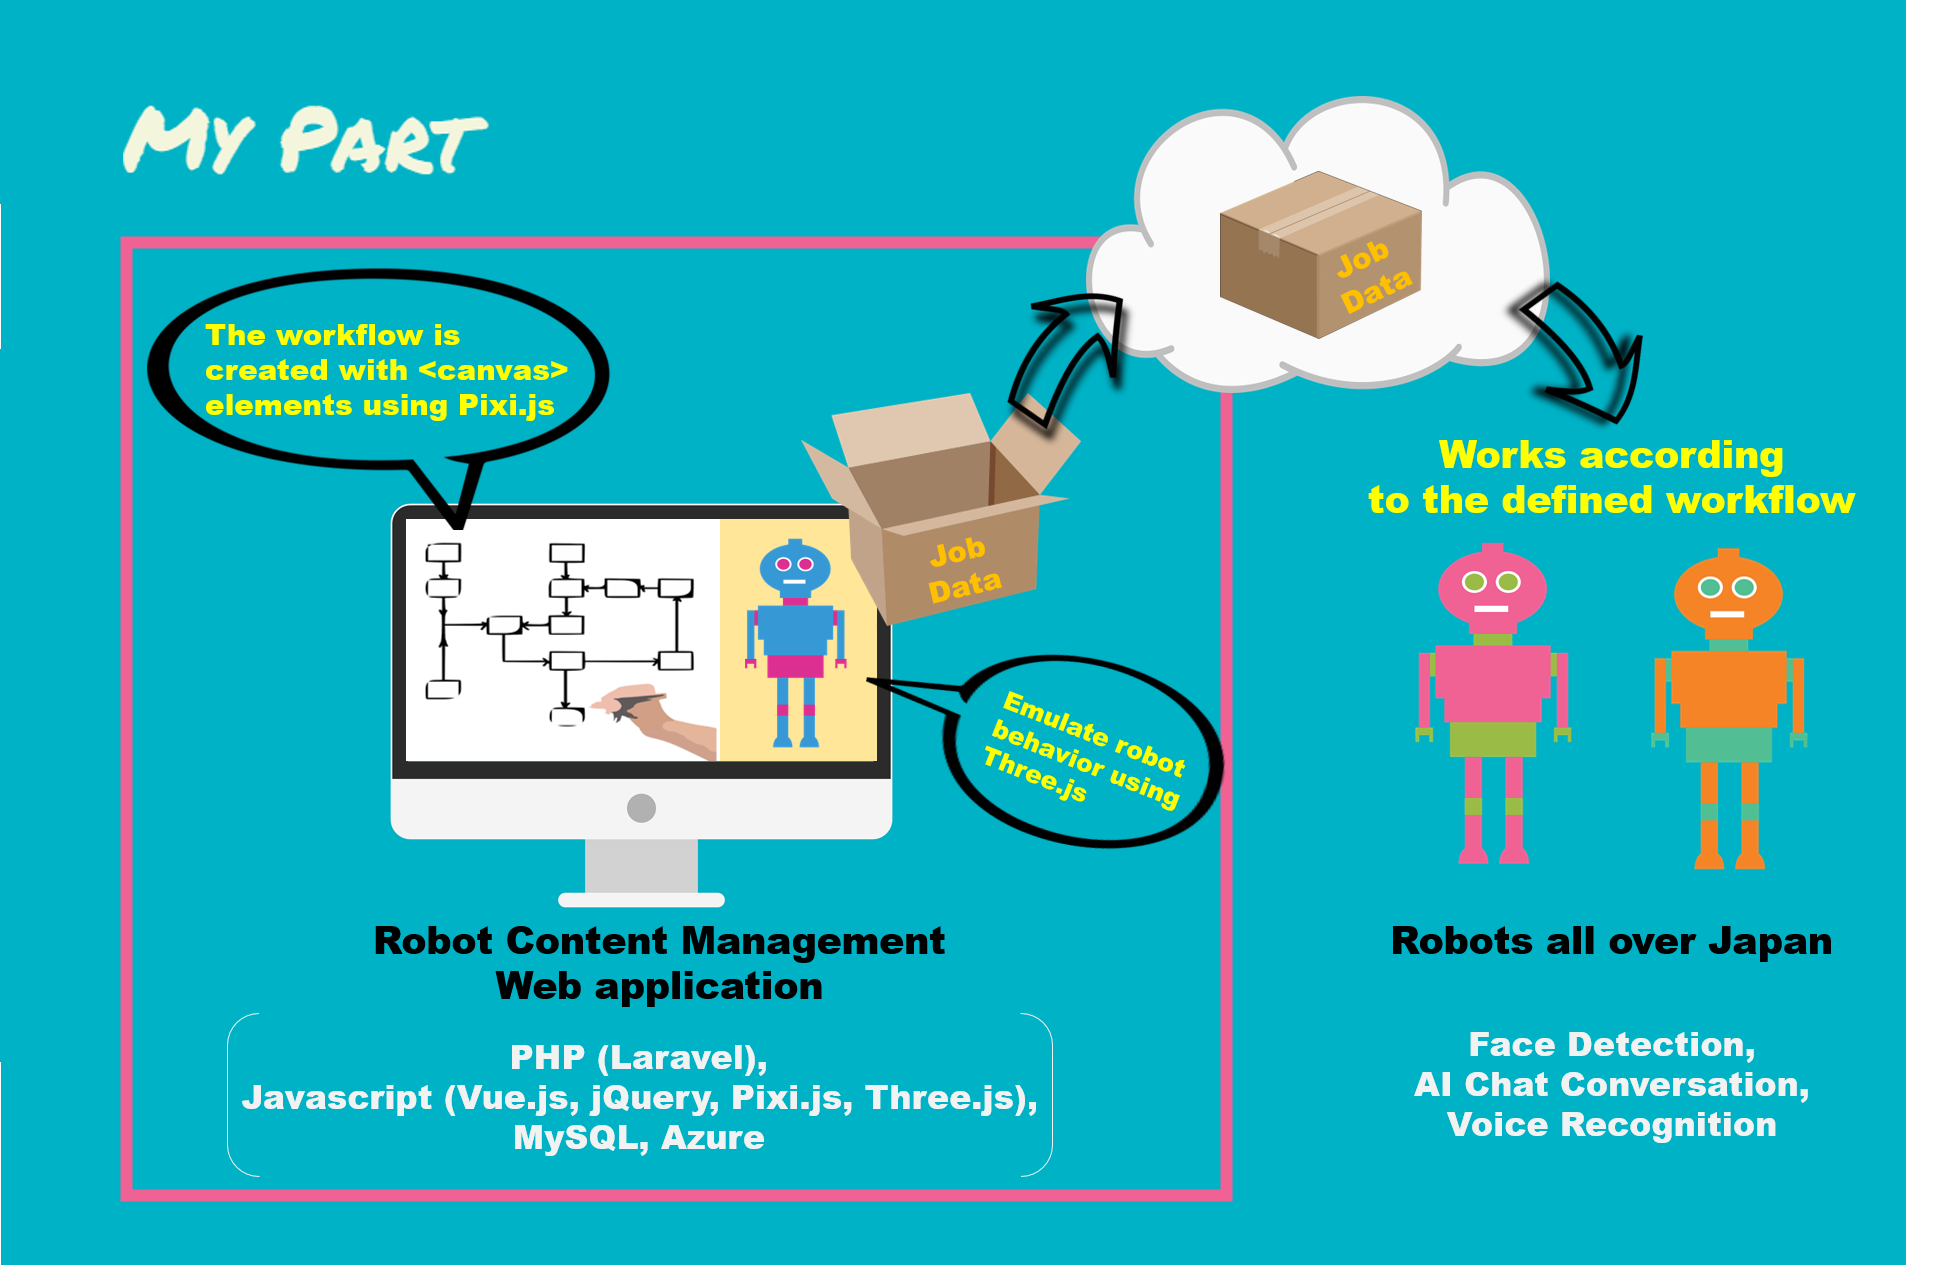 My Part
The workflow is
created with <canvas>
elements using Pixi.js
Job
Data
Job
Data
Works according
to the defined workflow
Emulate robot
behavior using
Three.js
Robot Content Management
Web application
PHP (Laravel),
Javascript (Vue.js, jQuery, Pixi.js, Three.js),
MySQL, Azure
Robots all over Japan
Face Detection,
AI Chat Conversation,
Voice Recognition